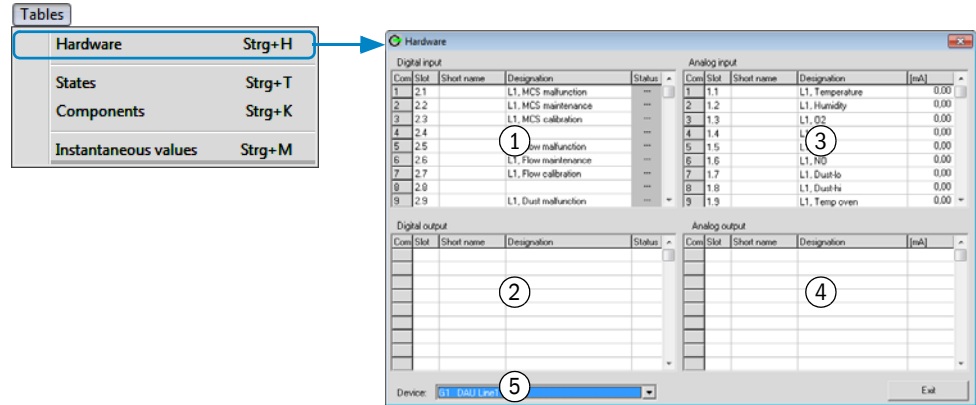 Tables
Hardware Strg+H
States Strg+T
Components Strg+K
Instantaneous values Strg+M
Hardware
Digital input
Com Slot Short name Designation Status
1 2.1 L1, MCS malfunction ---
2 2.2 L1, MCS maintenance ---
3 2.3 L1, MCS calibration ---
4 2.4 ---
5 2.5 malfunction ---
6 2.6 L1, Flow maintenance ---
7 2.7 L1, Flow calibration ---
8 2.8 ---
9 2.9 L1, Dust malfunction ---
1
Analog input
Com Slot Short name Designation [mA]
1 1.1 L1, Temperature 0,00
2 1.2 L1, Humidity 0,00
3 1.3 L1, O2 0,00
4 1.4 0,00
5 1.5 0,00
6 1.6 L1, NO 0,00
7 1.7 L1, Dust-lo 0,00
8 1.8 L1, Dust-hi 0,00
9 1.9 L1, Temp oven 0,00
3
Digital output
Com Slot Short name Designation Status
2
Analog output
Com Slot Short name Designation [mA]
4
Device: G1 DAU Line1
5
Exit